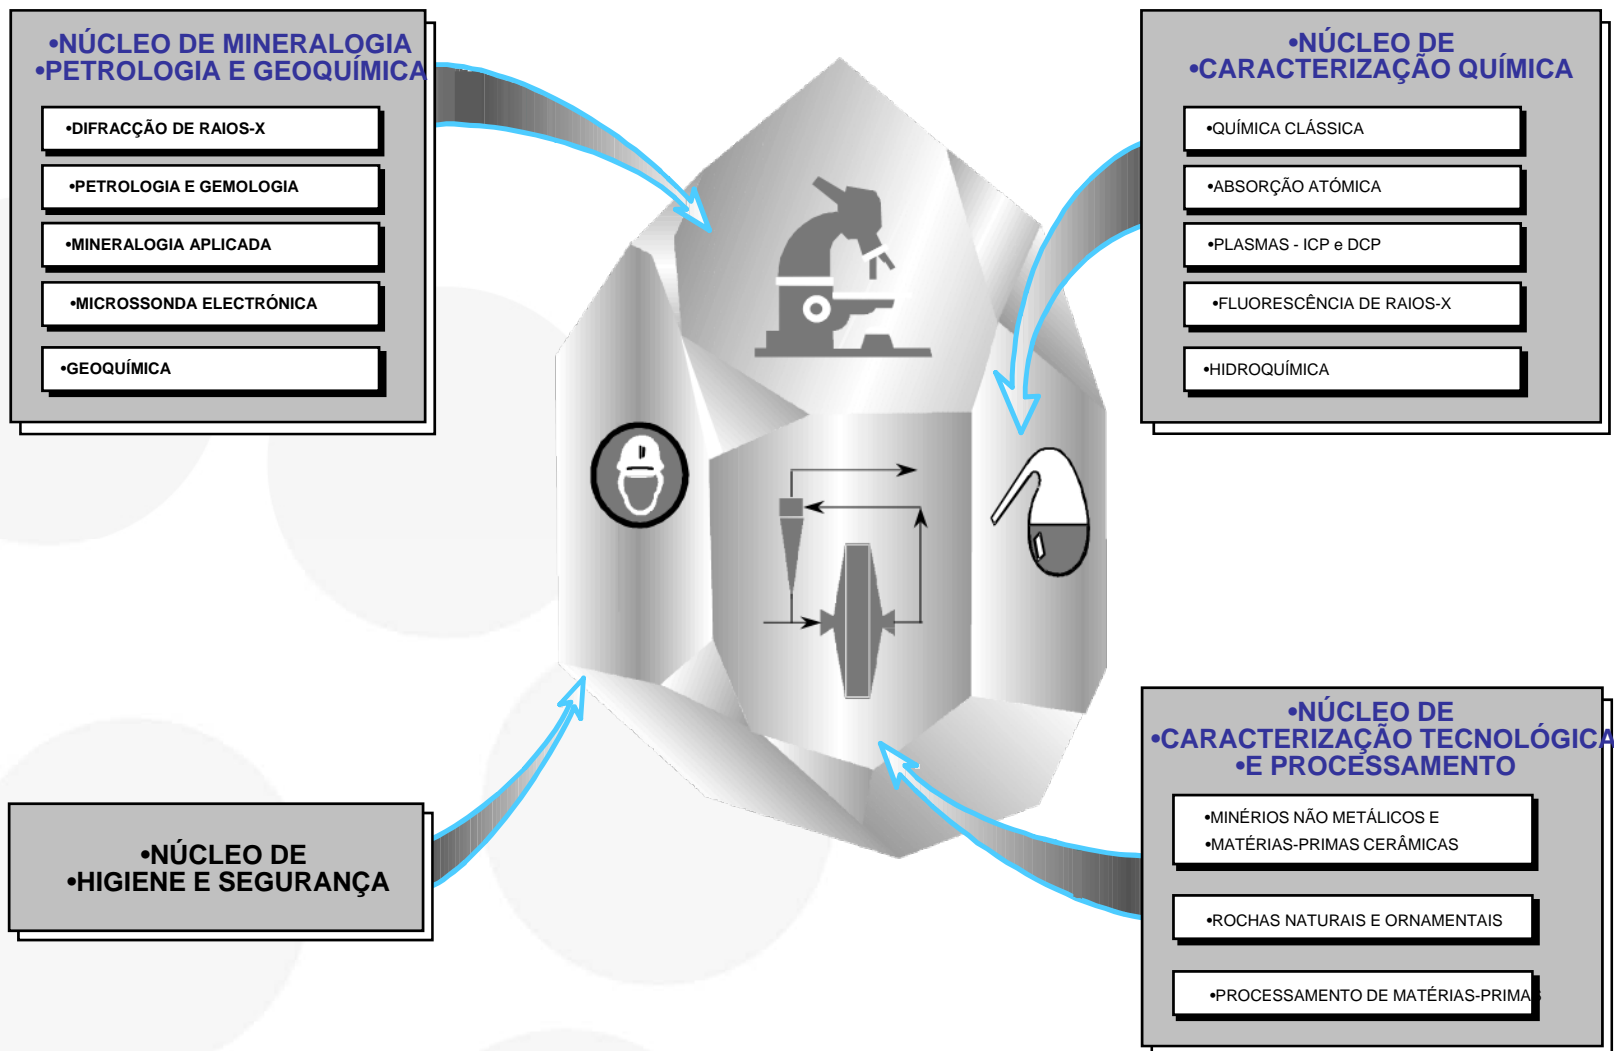 •NÚCLEO DE MINERALOGIA
•PETROLOGIA E GEOQUÍMICA
•DIFRACÇÃO DE RAIOS-X
•PETROLOGIA E GEMOLOGIA
•MINERALOGIA APLICADA
•MICROSSONDA ELECTRÓNICA
•GEOQUÍMICA
•NÚCLEO DE
•CARACTERIZAÇÃO QUÍMICA
•QUÍMICA CLÁSSICA
•ABSORÇÃO ATÓMICA
•PLASMAS - ICP e DCP
•FLUORESCÊNCIA DE RAIOS-X
•HIDROQUÍMICA
•NÚCLEO DE
•HIGIENE E SEGURANÇA
•NÚCLEO DE
•CARACTERIZAÇÃO TECNOLÓGICA
•E PROCESSAMENTO
•MINÉRIOS NÃO METÁLICOS E
•MATÉRIAS-PRIMAS CERÂMICAS
•ROCHAS NATURAIS E ORNAMENTAIS
•PROCESSAMENTO DE MATÉRIAS-PRIMAS